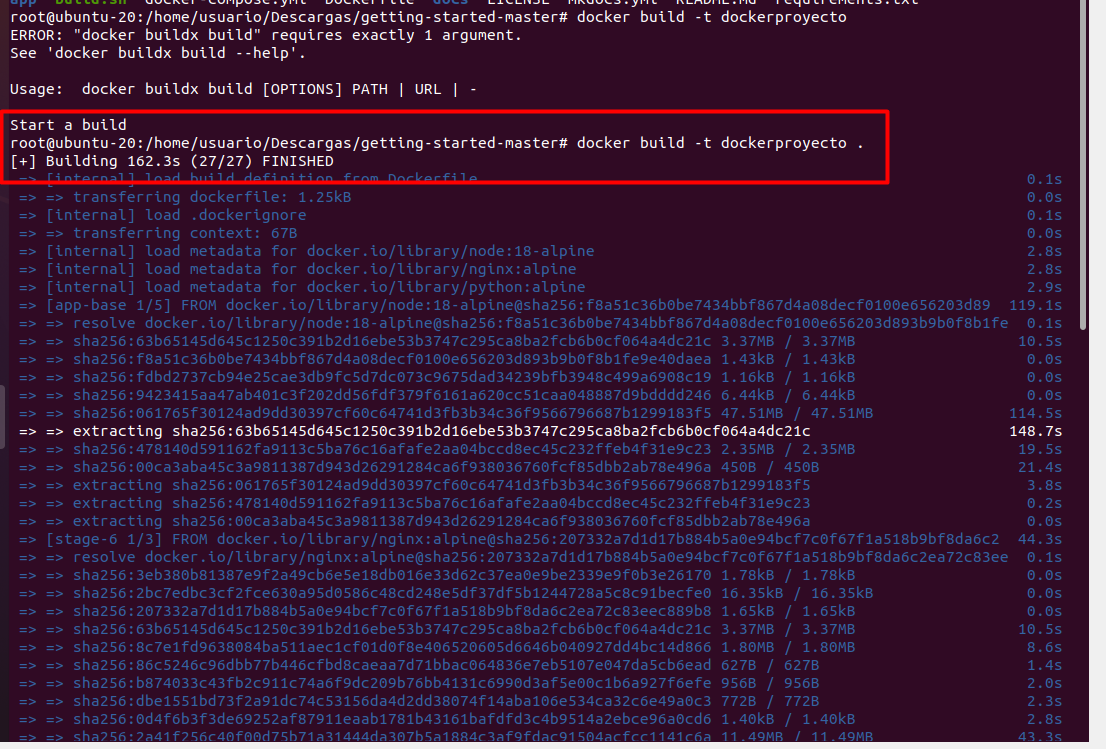 app build.sh docker-compose.yml Dockerfile docs LICENSE mkdocs.yml README.md requirements.txt
root@ubuntu-20:/home/usuario/Descargas/getting-started-master# docker build -t dockerproyecto
ERROR: "docker buildx build" requires exactly 1 argument.
See 'docker buildx build --help'.
Usage:  docker buildx build [OPTIONS] PATH | URL | -
Start a build
root@ubuntu-20:/home/usuario/Descargas/getting-started-master# docker build -t dockerproyecto .
[+] Building 162.3s (27/27) FINISHED
=> [internal] load build definition from Dockerfile 0.1s
=> => transferring dockerfile: 1.25kB 0.0s
=> [internal] load .dockerignore 0.1s
=> => transferring context: 67B 0.0s
=> [internal] load metadata for docker.io/library/node:18-alpine 2.8s
=> [internal] load metadata for docker.io/library/nginx:alpine 2.8s
=> [internal] load metadata for docker.io/library/python:alpine 2.9s
=> [app-base 1/5] FROM docker.io/library/node:18-alpine@sha256:f8a51c36b0be7434bbf867d4a08decf0100e656203d89 119.1s
=> => resolve docker.io/library/node:18-alpine@sha256:f8a51c36b0be7434bbf867d4a08decf0100e656203d893b9b0f8b1fe 0.1s
=> => sha256:63b65145d645c1250c391b2d16ebe53b3747c295ca8ba2fcb6b0cf064a4dc21c 3.37MB / 3.37MB 10.5s
=> => sha256:f8a51c36b0be7434bbf867d4a08decf0100e656203d893b9b0f8b1fe9e40daea 1.43kB / 1.43kB 0.0s
=> => sha256:fdbd2737cb94e25cae3db9fc5d7dc073c9675dad34239bfb3948c499a6908c19 1.16kB / 1.16kB 0.0s
=> => sha256:9423415aa47ab401c3f202dd56fdf379f6161a620cc51caa048887d9bdddd246 6.44kB / 6.44kB 0.0s
=> => sha256:061765f30124ad9dd30397cf60c64741d3fb3b34c36f9566796687b1299183f5 47.51MB / 47.51MB 114.5s
=> => extracting sha256:63b65145d645c1250c391b2d16ebe53b3747c295ca8ba2fcb6b0cf064a4dc21c 148.7s
=> => sha256:478140d591162fa9113c5ba76c16afafe2aa04bccd8ec45c232ffeb4f31e9c23 2.35MB / 2.35MB 19.5s
=> => sha256:00ca3aba45c3a9811387d943d26291284ca6f938036760fcf85dbb2ab78e496a 450B / 450B 21.4s
=> => extracting sha256:061765f30124ad9dd30397cf60c64741d3fb3b34c36f9566796687b1299183f5 3.8s
=> => extracting sha256:478140d591162fa9113c5ba76c16afafe2aa04bccd8ec45c232ffeb4f31e9c23 0.2s
=> => extracting sha256:00ca3aba45c3a9811387d943d26291284ca6f938036760fcf85dbb2ab78e496a 0.0s
=> [stage-6 1/3] FROM docker.io/library/nginx:alpine@sha256:207332a7d1d17b884b5a0e94bcf7c0f67f1a518b9bf8da6c2 44.3s
=> => resolve docker.io/library/nginx:alpine@sha256:207332a7d1d17b884b5a0e94bcf7c0f67f1a518b9bf8da6c2ea72c83ee 0.1s
=> => sha256:3eb380b81387e9f2a49cb6e5e18db016e33d62c37ea0e9be2339e9f0b3e26170 1.78kB / 1.78kB 0.0s
=> => sha256:2bc7edbc3cf2fce630a95d0586c48cd248e5df37df5b1244728a5c8c91becfe0 16.35kB / 16.35kB 0.0s
=> => sha256:207332a7d1d17b884b5a0e94bcf7c0f67f1a518b9bf8da6c2ea72c83eec889b8 1.65kB / 1.65kB 0.0s
=> => sha256:63b65145d645c1250c391b2d16ebe53b3747c295ca8ba2fcb6b0cf064a4dc21c 3.37MB / 3.37MB 10.5s
=> => sha256:8c7e1fd9638084ba511aec1cf01d0f8e406520605d6646b040927dd4bc14d866 1.80MB / 1.80MB 8.6s
=> => sha256:86c5246c96dbb77b446cfbd8caeaa7d71bbac064836e7eb5107e047da5cb6ead 627B / 627B 1.4s
=> => sha256:b874033c43fb2c911c74a6f9dc209b76bb4131c6990d3af5e00c1b6a927f6efe 956B / 956B 2.0s
=> => sha256:dbe1551bd73f2a91dc74c53156da4d2dd38074f14aba106e534ca32c6e49a0c3 772B / 772B 2.3s
=> => sha256:0d4f6b3f3de69252af87911eaab1781b43161bafdfd3c4b9514a2ebce96a0cd6 1.40kB / 1.40kB 2.8s
=> => sha256:2a41f256c40f00d75b71a31444da307b5a1884c3af9fdac91504acfcc1141c6a 11.49MB / 11.49MB 43.3s